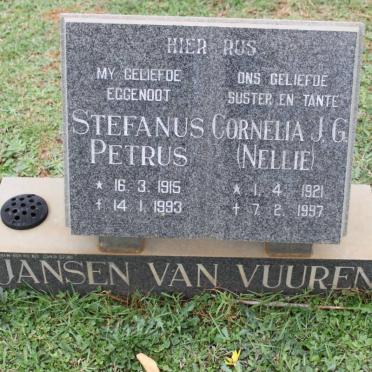 HIER RUS
MY GELIEFDE
EGGENOOT
STEFANUS
PETRUS
* 16. 3. 1915
† 14. 1. 1993
ONS GELIEFDE
SUSTER EN TANTE
CORNELIA J. G.
(NELLIE)
* 1. 4. 1921
† 7. 2. 1997
JANSEN VAN VUUREN